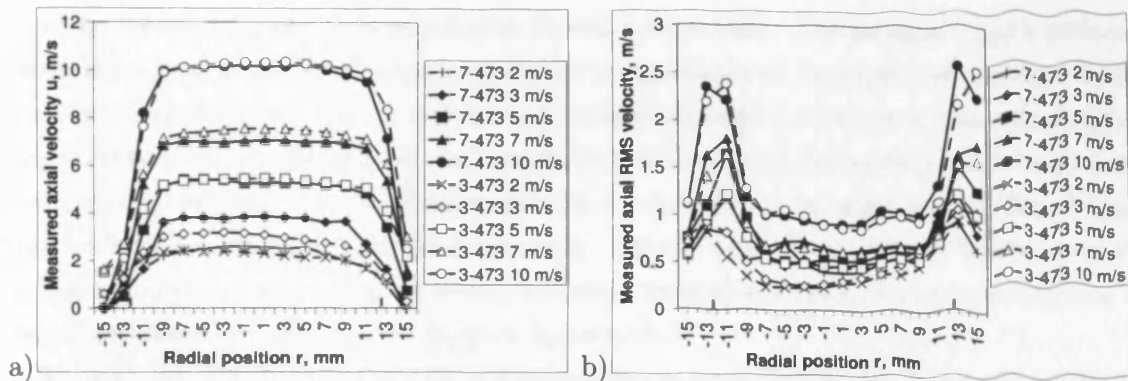 Measured axial velocity u, m/s
12
10
8
6
4
2
0
-15
-13
-11
-9
-7
-5
-3
-1
1
3
5
7
9
11
13
15
Radial position r, mm
7-473 2 m/s
7-473 3 m/s
7-473 5 m/s
7-473 7 m/s
7-473 10 m/s
3-473 2 m/s
3-473 3 m/s
3-473 5 m/s
3-473 7 m/s
3-473 10 m/s
a)
Measured axial RMS velocity, m/s
3
2.5
2
1.5
1
0.5
0
-15
-13
-11
-9
-7
-5
-3
-1
1
3
5
7
9
11
13
15
Radial position r, mm
7-473 2 m/s
7-473 3 m/s
7-473 5 m/s
7-473 7 m/s
7-473 10 m/s
3-473 2 m/s
3-473 3 m/s
3-473 5 m/s
3-473 7 m/s
3-473 10 m/s
b)